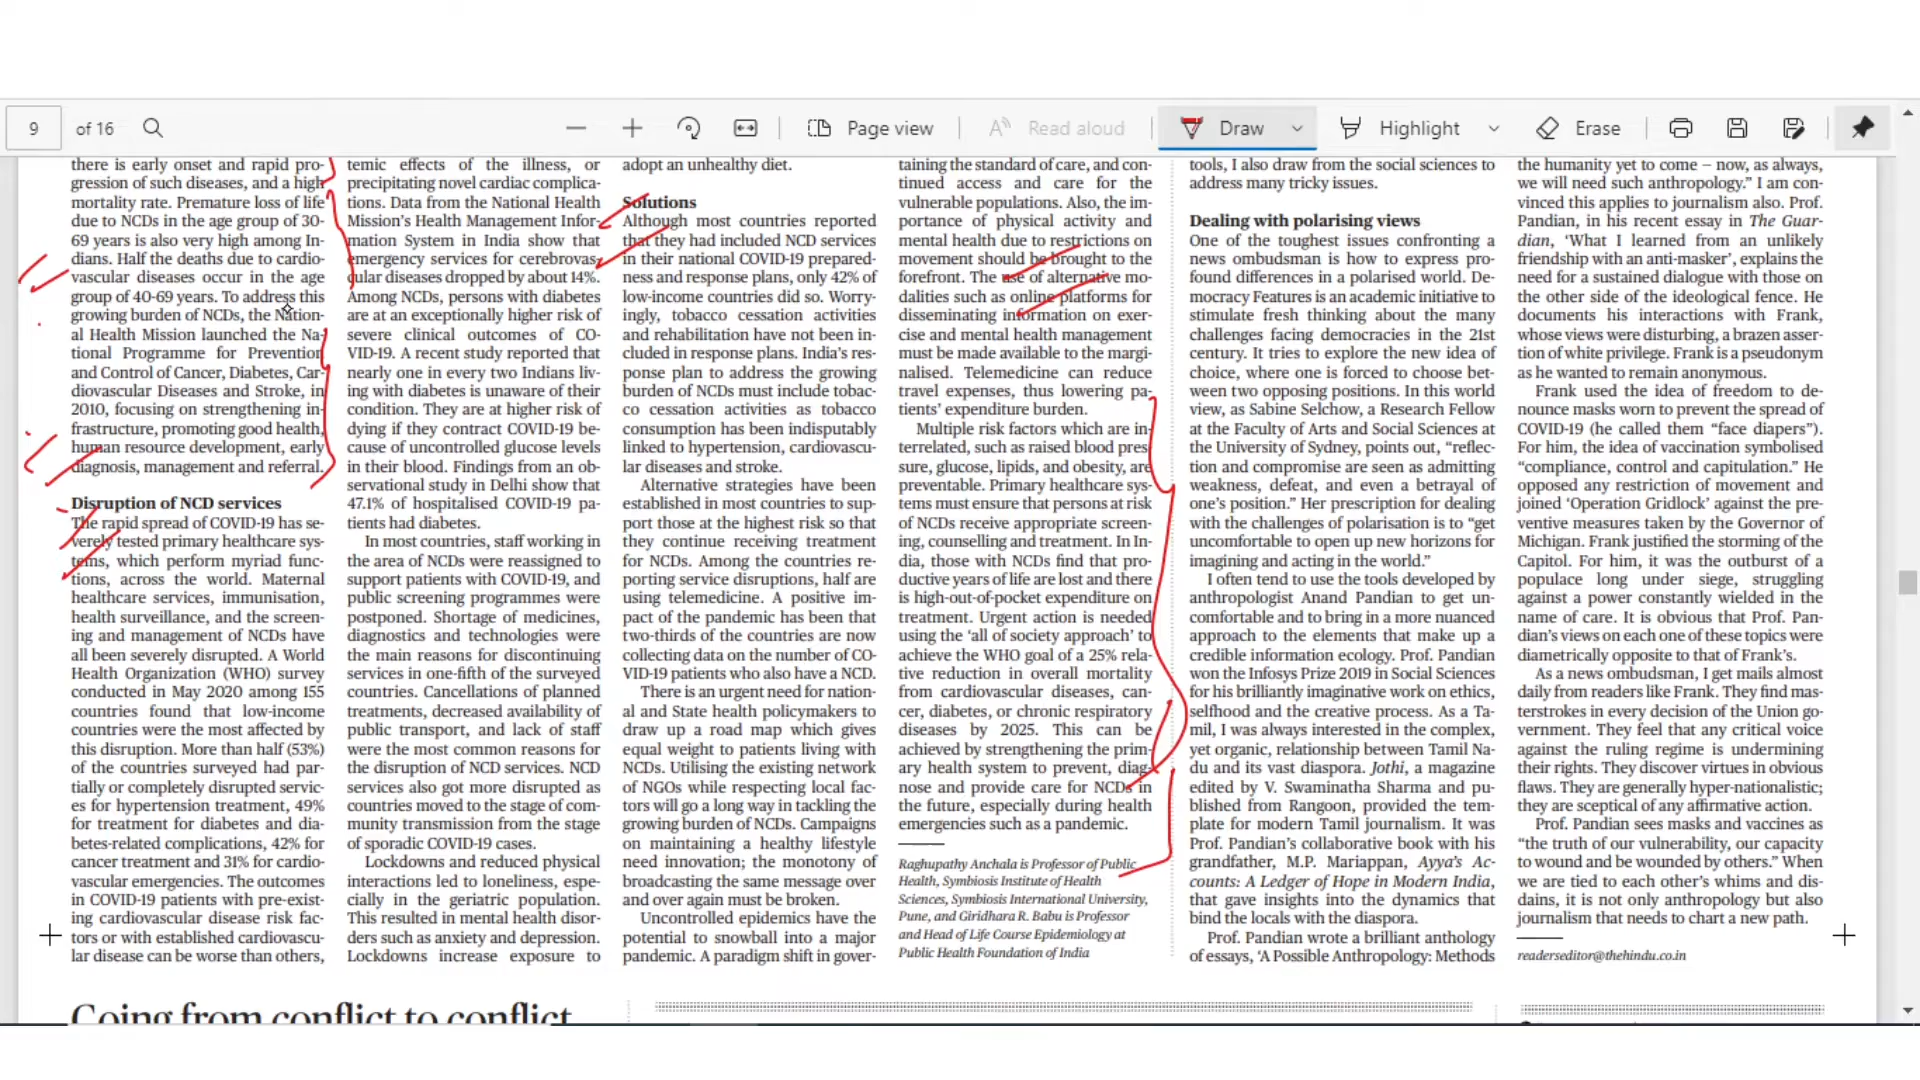 9
of 16
Page view
Read aloud
Draw
Highlight
Erase
there is early onset and rapid pro-
gression of such diseases, and a high
mortality rate. Premature loss of life
due to NCDs in the age group of 30-
69 years is also very high among In-
dians. Half the deaths due to cardio-
vascular diseases occur in the age
group of 40-69 years. To address this
growing burden of NCDs, the Nation-
al Health Mission launched the Na-
tional Programme for Prevention
and Control of Cancer, Diabetes, Car-
diovascular Diseases and Stroke, in
2010, focusing on strengthening in-
frastructure, promoting good health,
human resource development, early
diagnosis, management and referral.
Disruption of NCD services
The rapid spread of COVID-19 has se-
verely tested primary healthcare sys-
tems, which perform myriad func-
tions, across the world. Maternal
healthcare services, immunisation,
health surveillance, and the screen-
ing and management of NCDs have
all been severely disrupted. A World
Health Organization (WHO) survey
conducted in May 2020 among 155
countries found that low-income
countries were the most affected by
this disruption. More than half (53%)
of the countries surveyed had par-
tially or completely disrupted servic-
es for hypertension treatment, 49%
for treatment for diabetes and dia-
betes-related complications, 42% for
cancer treatment and 31% for cardio-
vascular emergencies. The outcomes
in COVID-19 patients with pre-exist-
ing cardiovascular disease risk fac-
tors or with established cardiovascu-
lar disease can be worse than others,
temic effects of the illness, or
precipitating novel cardiac complica-
tions. Data from the National Health
Mission's Health Management Infor-
mation System in India show that
emergency services for cerebrovas-
cular diseases dropped by about 14%.
Among NCDs, persons with diabetes
are at an exceptionally higher risk of
severe clinical outcomes of CO-
VID-19. A recent study reported that
nearly one in every two Indians liv-
ing with diabetes is unaware of their
condition. They are at higher risk of
dying if they contract COVID-19 be-
cause of uncontrolled glucose levels
in their blood. Findings from an ob-
servational study in Delhi show that
47.1% of hospitalised COVID-19 pa-
tients had diabetes.
In most countries, staff working in
the area of NCDs were reassigned to
support patients with COVID-19, and
public screening programmes were
postponed. Shortage of medicines,
diagnostics and technologies were
the main reasons for discontinuing
services in one-fifth of the surveyed
countries. Cancellations of planned
treatments, decreased availability of
public transport, and lack of staff
were the most common reasons for
the disruption of NCD services. NCD
services also got more disrupted as
countries moved to the stage of com-
munity transmission from the stage
of sporadic COVID-19 cases.
Lockdowns and reduced physical
interactions led to loneliness, espe-
cially in the geriatric population.
This resulted in mental health disor-
ders such as anxiety and depression.
Lockdowns increase exposure to
adopt an unhealthy diet.
Solutions
Although most countries reported
that they had included NCD services
in their national COVID-19 prepared-
ness and response plans, only 42% of
low-income countries did so. Worry-
ingly, tobacco cessation activities
and rehabilitation have not been in-
cluded in response plans. India's res-
ponse plan to address the growing
burden of NCDs must include tobac-
co cessation activities as tobacco
consumption has been indisputably
linked to hypertension, cardiovascu-
lar diseases and stroke.
Alternative strategies have been
established in most countries to sup-
port those at the highest risk so that
they continue receiving treatment
for NCDs. Among the countries re-
porting service disruptions, half are
using telemedicine. A positive im-
pact of the pandemic has been that
two-thirds of the countries are now
collecting data on the number of CO-
VID-19 patients who also have a NCD.
There is an urgent need for nation-
al and State health policymakers to
draw up a road map which gives
equal weight to patients living with
NCDs. Utilising the existing network
of NGOs while respecting local fac-
tors will go a long way in tackling the
growing burden of NCDs. Campaigns
on maintaining a healthy lifestyle
need innovation; the monotony of
broadcasting the same message over
and over again must be broken.
Uncontrolled epidemics have the
potential to snowball into a major
pandemic. A paradigm shift in gover-
taining the standard of care, and con-
tinued access and care for the
vulnerable populations. Also, the im-
portance of physical activity and
mental health due to restrictions on
movement should be brought to the
forefront. The use of alternative mo-
dalities such as online platforms for
disseminating information on exer-
cise and mental health management
must be made available to the margi-
nalised. Telemedicine can reduce
travel expenses, thus lowering pa-
tients' expenditure burden.
Multiple risk factors which are in-
terrelated, such as raised blood pres-
sure, glucose, lipids, and obesity, are
preventable. Primary healthcare sys-
tems must ensure that persons at risk
of NCDs receive appropriate screen-
ing, counselling and treatment. In In-
dia, those with NCDs find that pro-
ductive years of life are lost and there
is high-out-of-pocket expenditure on
treatment. Urgent action is needed
using the 'all of society approach' to
achieve the WHO goal of a 25% rela-
tive reduction in overall mortality
from cardiovascular diseases, can-
cer, diabetes, or chronic respiratory
diseases by 2025. This can be
achieved by strengthening the prim-
ary health system to prevent, diag-
nose and provide care for NCDs in
the future, especially during health
emergencies such as a pandemic.
Raghupathy Anchala is Professor of Public
Health, Symbiosis Institute of Health
Sciences, Symbiosis International University,
Pune, and Giridhara R. Babu is Professor
and Head of Life Course Epidemiology at
Public Health Foundation of India
tools, I also draw from the social sciences to
address many tricky issues.
Dealing with polarising views
One of the toughest issues confronting a
news ombudsman is how to express pro-
found differences in a polarised world. De-
mocracy Features is an academic initiative to
stimulate fresh thinking about the many
challenges facing democracies in the 21st
century. It tries to explore the new idea of
choice, where one is forced to choose bet-
ween two opposing positions. In this world
view, as Sabine Selchow, a Research Fellow
at the Faculty of Arts and Social Sciences at
the University of Sydney, points out, “reflec-
tion and compromise are seen as admitting
weakness, defeat, and even a betrayal of
one's position.” Her prescription for dealing
with the challenges of polarisation is to “get
uncomfortable to open up new horizons for
imagining and acting in the world.”
I often tend to use the tools developed by
anthropologist Anand Pandian to get un-
comfortable and to bring in a more nuanced
approach to the elements that make up a
credible information ecology. Prof. Pandian
won the Infosys Prize 2019 in Social Sciences
for his brilliantly imaginative work on ethics,
selfhood and the creative process. As a Ta-
mil, I was always interested in the complex,
yet organic, relationship between Tamil Na-
du and its vast diaspora. Jothi, a magazine
edited by V. Swaminatha Sharma and pu-
blished from Rangoon, provided the tem-
plate for modern Tamil journalism. It was
Prof. Pandian's collaborative book with his
grandfather, M.P. Mariappan, Ayya's Ac-
counts: A Ledger of Hope in Modern India,
that gave insights into the dynamics that
bind the locals with the diaspora.
Prof. Pandian wrote a brilliant anthology
of essays, ‘A Possible Anthropology: Methods
the humanity yet to come – now, as always,
we will need such anthropology.” I am con-
vinced this applies to journalism also. Prof.
Pandian, in his recent essay in The Guar-
dian, ‘What I learned from an unlikely
friendship with an anti-masker’, explains the
need for a sustained dialogue with those on
the other side of the ideological fence. He
documents his interactions with Frank,
whose views were disturbing, a brazen asser-
tion of white privilege. Frank is a pseudonym
as he wanted to remain anonymous.
Frank used the idea of freedom to de-
nounce masks worn to prevent the spread of
COVID-19 (he called them “face diapers”).
For him, the idea of vaccination symbolised
“compliance, control and capitulation.” He
opposed any restriction of movement and
joined ‘Operation Gridlock’ against the pre-
ventive measures taken by the Governor of
Michigan. Frank justified the storming of the
Capitol. For him, it was the outburst of a
populace long under siege, struggling
against a power constantly wielded in the
name of care. It is obvious that Prof. Pan-
dian's views on each one of these topics were
diametrically opposite to that of Frank's.
As a news ombudsman, I get mails almost
daily from readers like Frank. They find mas-
terstrokes in every decision of the Union go-
vernment. They feel that any critical voice
against the ruling regime is undermining
their rights. They discover virtues in obvious
flaws. They are generally hyper-nationalistic;
they are sceptical of any affirmative action.
Prof. Pandian sees masks and vaccines as
“the truth of our vulnerability, our capacity
to wound and be wounded by others.” When
we are tied to each other's whims and dis-
dains, it is not only anthropology but also
journalism that needs to chart a new path.
readerseditor@thehindu.co.in
Going from conflict to conflict